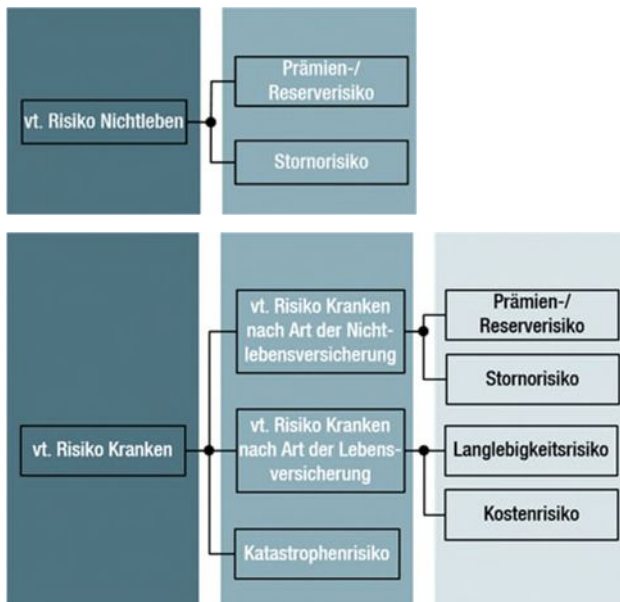 vt. Risiko Nichtleben
Prämien-/
Reserverisiko
Stornorisiko
vt. Risiko Kranken
vt. Risiko Kranken
nach Art der Nicht-
lebensversicherung
Prämien-/
Reserverisiko
Stornorisiko
vt. Risiko Kranken
nach Art der Lebens-
versicherung
Langlebigkeitsrisiko
Kostenrisiko
Katastrophenrisiko